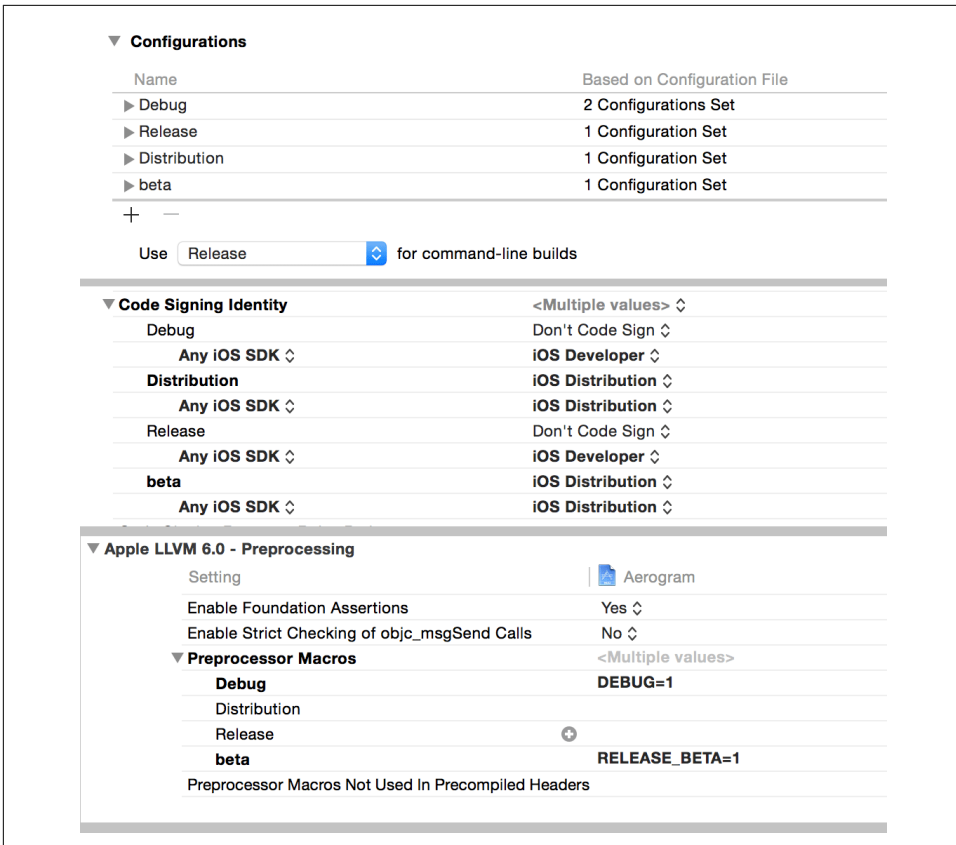 Configurations
Name Based on Configuration File
Debug 2 Configurations Set
Release 1 Configuration Set
Distribution 1 Configuration Set
beta 1 Configuration Set
Use Release for command-line builds
Code Signing Identity <Multiple values>
Debug Don't Code Sign
Any iOS SDK iOS Developer
Distribution iOS Distribution
Any iOS SDK iOS Distribution
Release Don't Code Sign
Any iOS SDK iOS Developer
beta iOS Distribution
Any iOS SDK iOS Distribution
Apple LLVM 6.0 - Preprocessing
Setting Aerogram
Enable Foundation Assertions Yes
Enable Strict Checking of objc_msgSend Calls No
Preprocessor Macros <Multiple values>
Debug DEBUG=1
Distribution
Release
beta RELEASE_BETA=1
Preprocessor Macros Not Used In Precompiled Headers